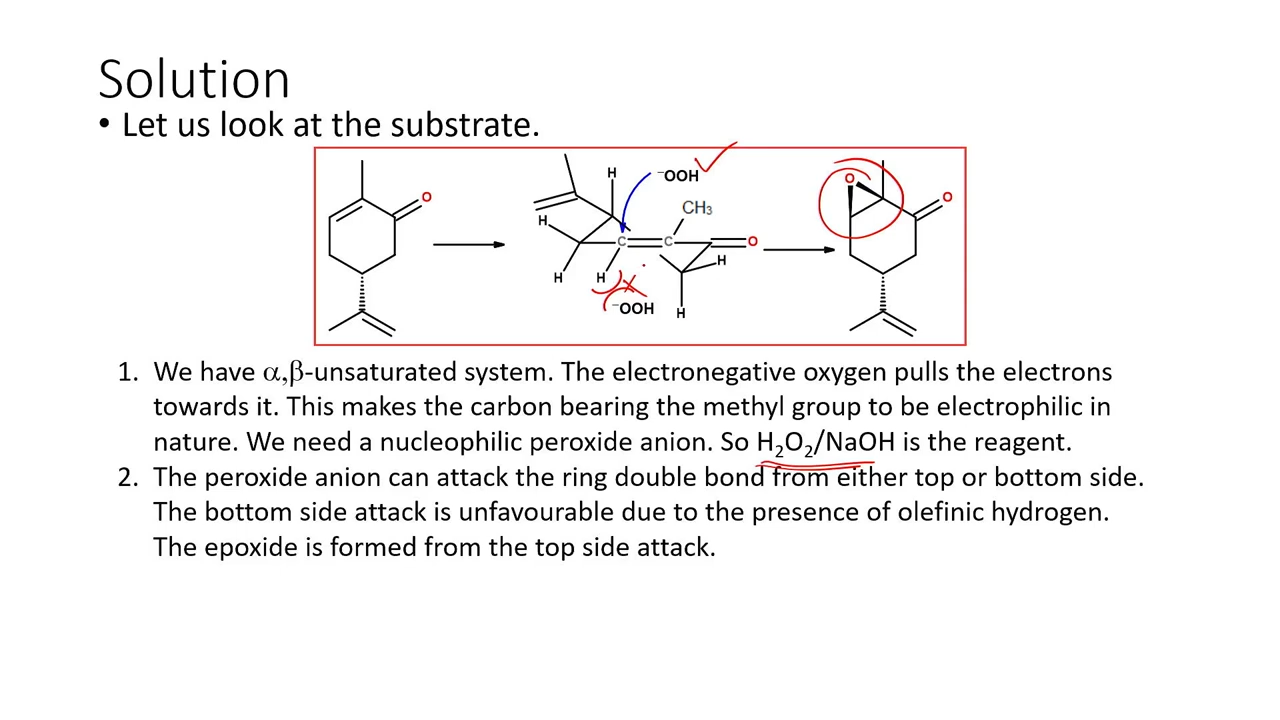 Solution
• Let us look at the substrate.
O
H
⁻OOH
CH₃
H
C
C
O
H
H
H
⁻OOH
H
O
O
1. We have α,β-unsaturated system. The electronegative oxygen pulls the electrons
towards it. This makes the carbon bearing the methyl group to be electrophilic in
nature. We need a nucleophilic peroxide anion. So H₂O₂/NaOH is the reagent.
2. The peroxide anion can attack the ring double bond from either top or bottom side.
The bottom side attack is unfavourable due to the presence of olefinic hydrogen.
The epoxide is formed from the top side attack.